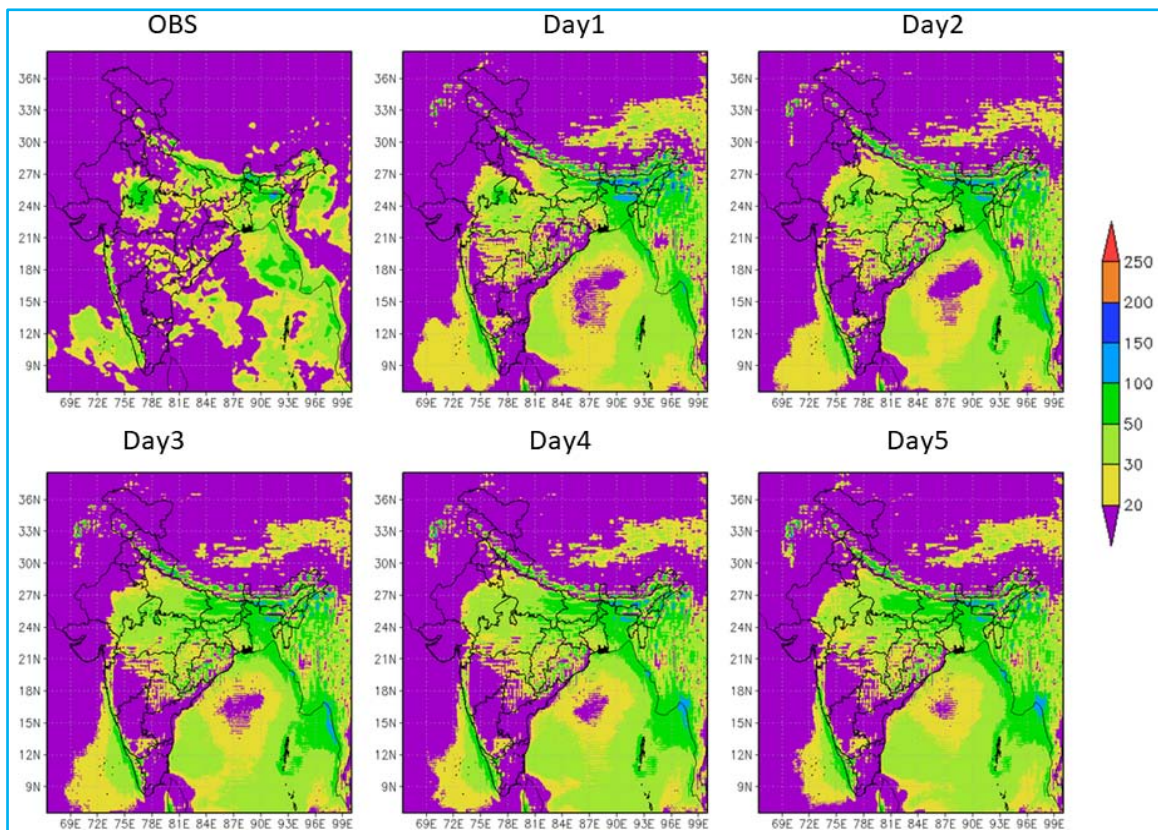 OBS Day1 Day2
36N 36N 36N
33N 33N 33N
30N 30N 30N
27N 27N 27N
24N 24N 24N
21N 21N 21N
18N 18N 18N
15N 15N 15N
12N 12N 12N
9N 9N 9N
69E 72E 75E 78E 81E 84E 87E 90E 93E 96E 99E 69E 72E 75E 78E 81E 84E 87E 90E 93E 96E 99E 69E 72E 75E 78E 81E 84E 87E 90E 93E 96E 99E
250
200
150
100
50
30
20
Day3 Day4 Day5
36N 36N 36N
33N 33N 33N
30N 30N 30N
27N 27N 27N
24N 24N 24N
21N 21N 21N
18N 18N 18N
15N 15N 15N
12N 12N 12N
9N 9N 9N
69E 72E 75E 78E 81E 84E 87E 90E 93E 96E 99E 69E 72E 75E 78E 81E 84E 87E 90E 93E 96E 99E 69E 72E 75E 78E 81E 84E 87E 90E 93E 96E 99E